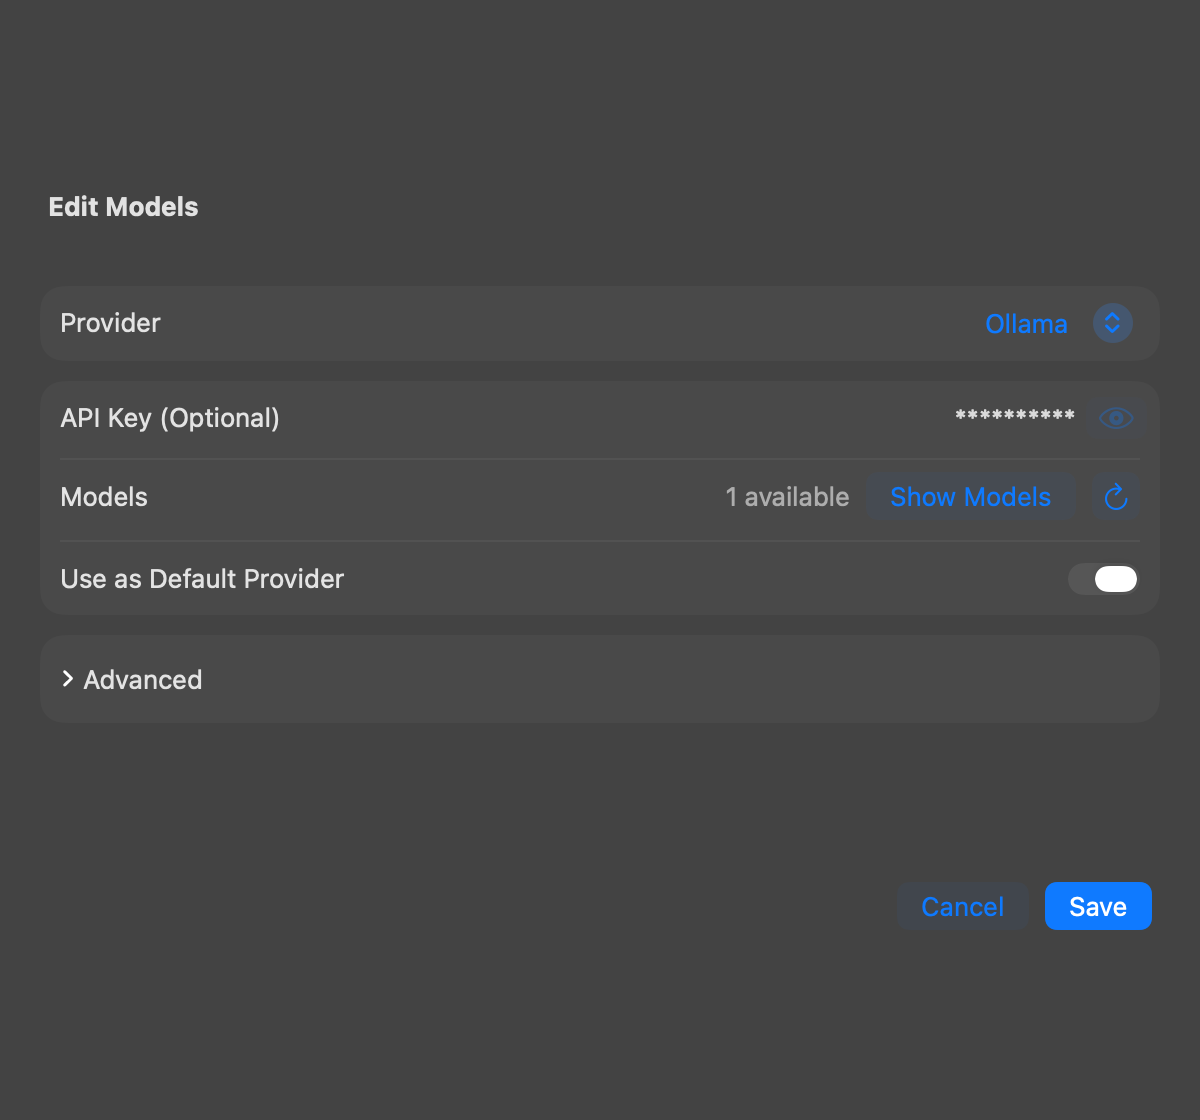 Edit Models
Provider Ollama
API Key (Optional) **********
Models 1 available Show Models
Use as Default Provider
Advanced
Cancel Save